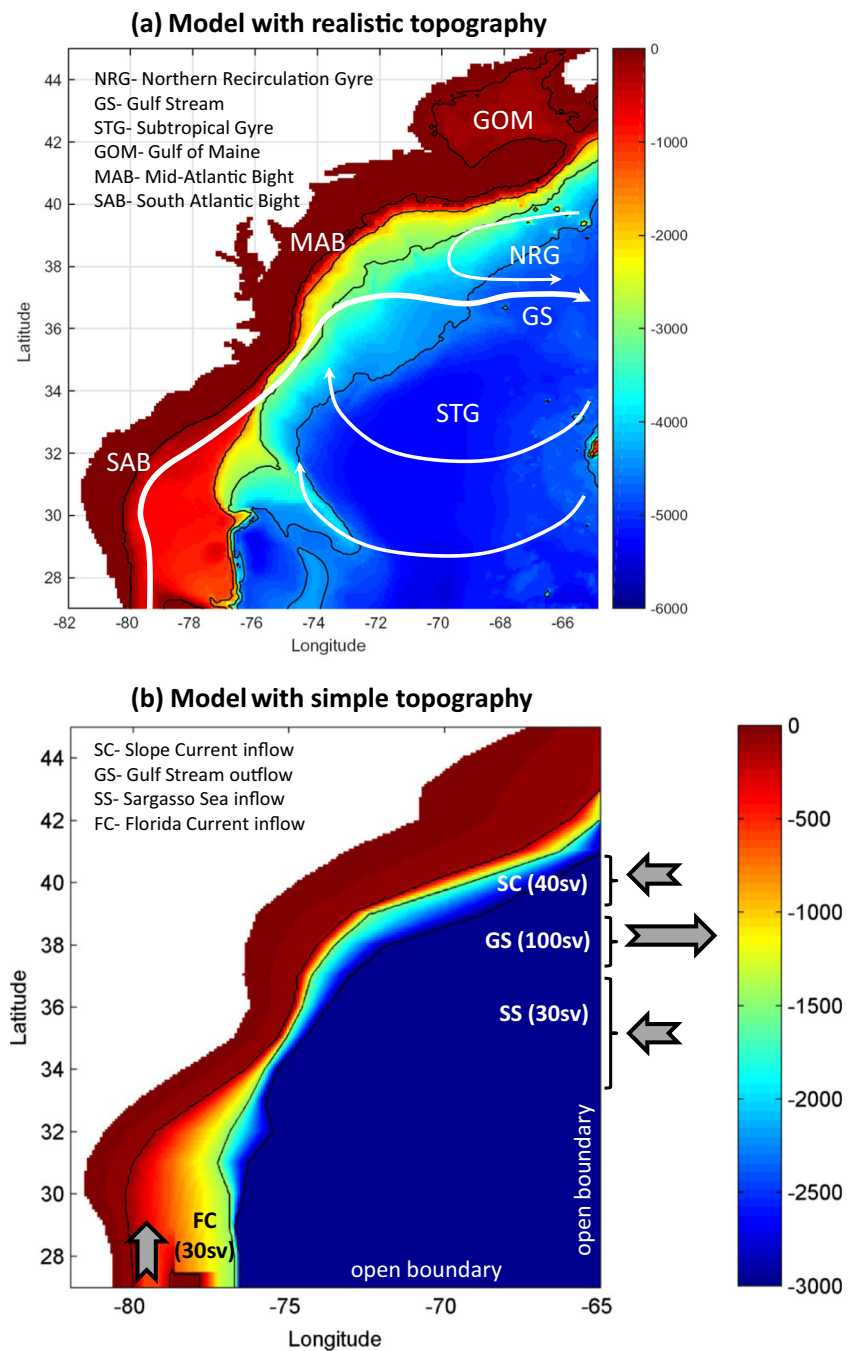 (a) Model with realistic topography
NRG- Northern Recirculation Gyre
GS- Gulf Stream
STG- Subtropical Gyre
GOM- Gulf of Maine
MAB- Mid-Atlantic Bight
SAB- South Atlantic Bight
GOM
MAB
NRG
GS
STG
SAB
Latitude
44
42
40
38
36
34
32
30
28
-82
-80
-78
-76
-74
-72
-70
-68
-66
Longitude
0
-1000
-2000
-3000
-4000
-5000
-6000
(b) Model with simple topography
SC- Slope Current inflow
GS- Gulf Stream outflow
SS- Sargasso Sea inflow
FC- Florida Current inflow
SC (40sv)
GS (100sv)
SS (30sv)
FC
(30sv)
open boundary
open boundary
Latitude
44
42
40
38
36
34
32
30
28
-80
-75
-70
-65
Longitude
0
-500
-1000
-1500
-2000
-2500
-3000